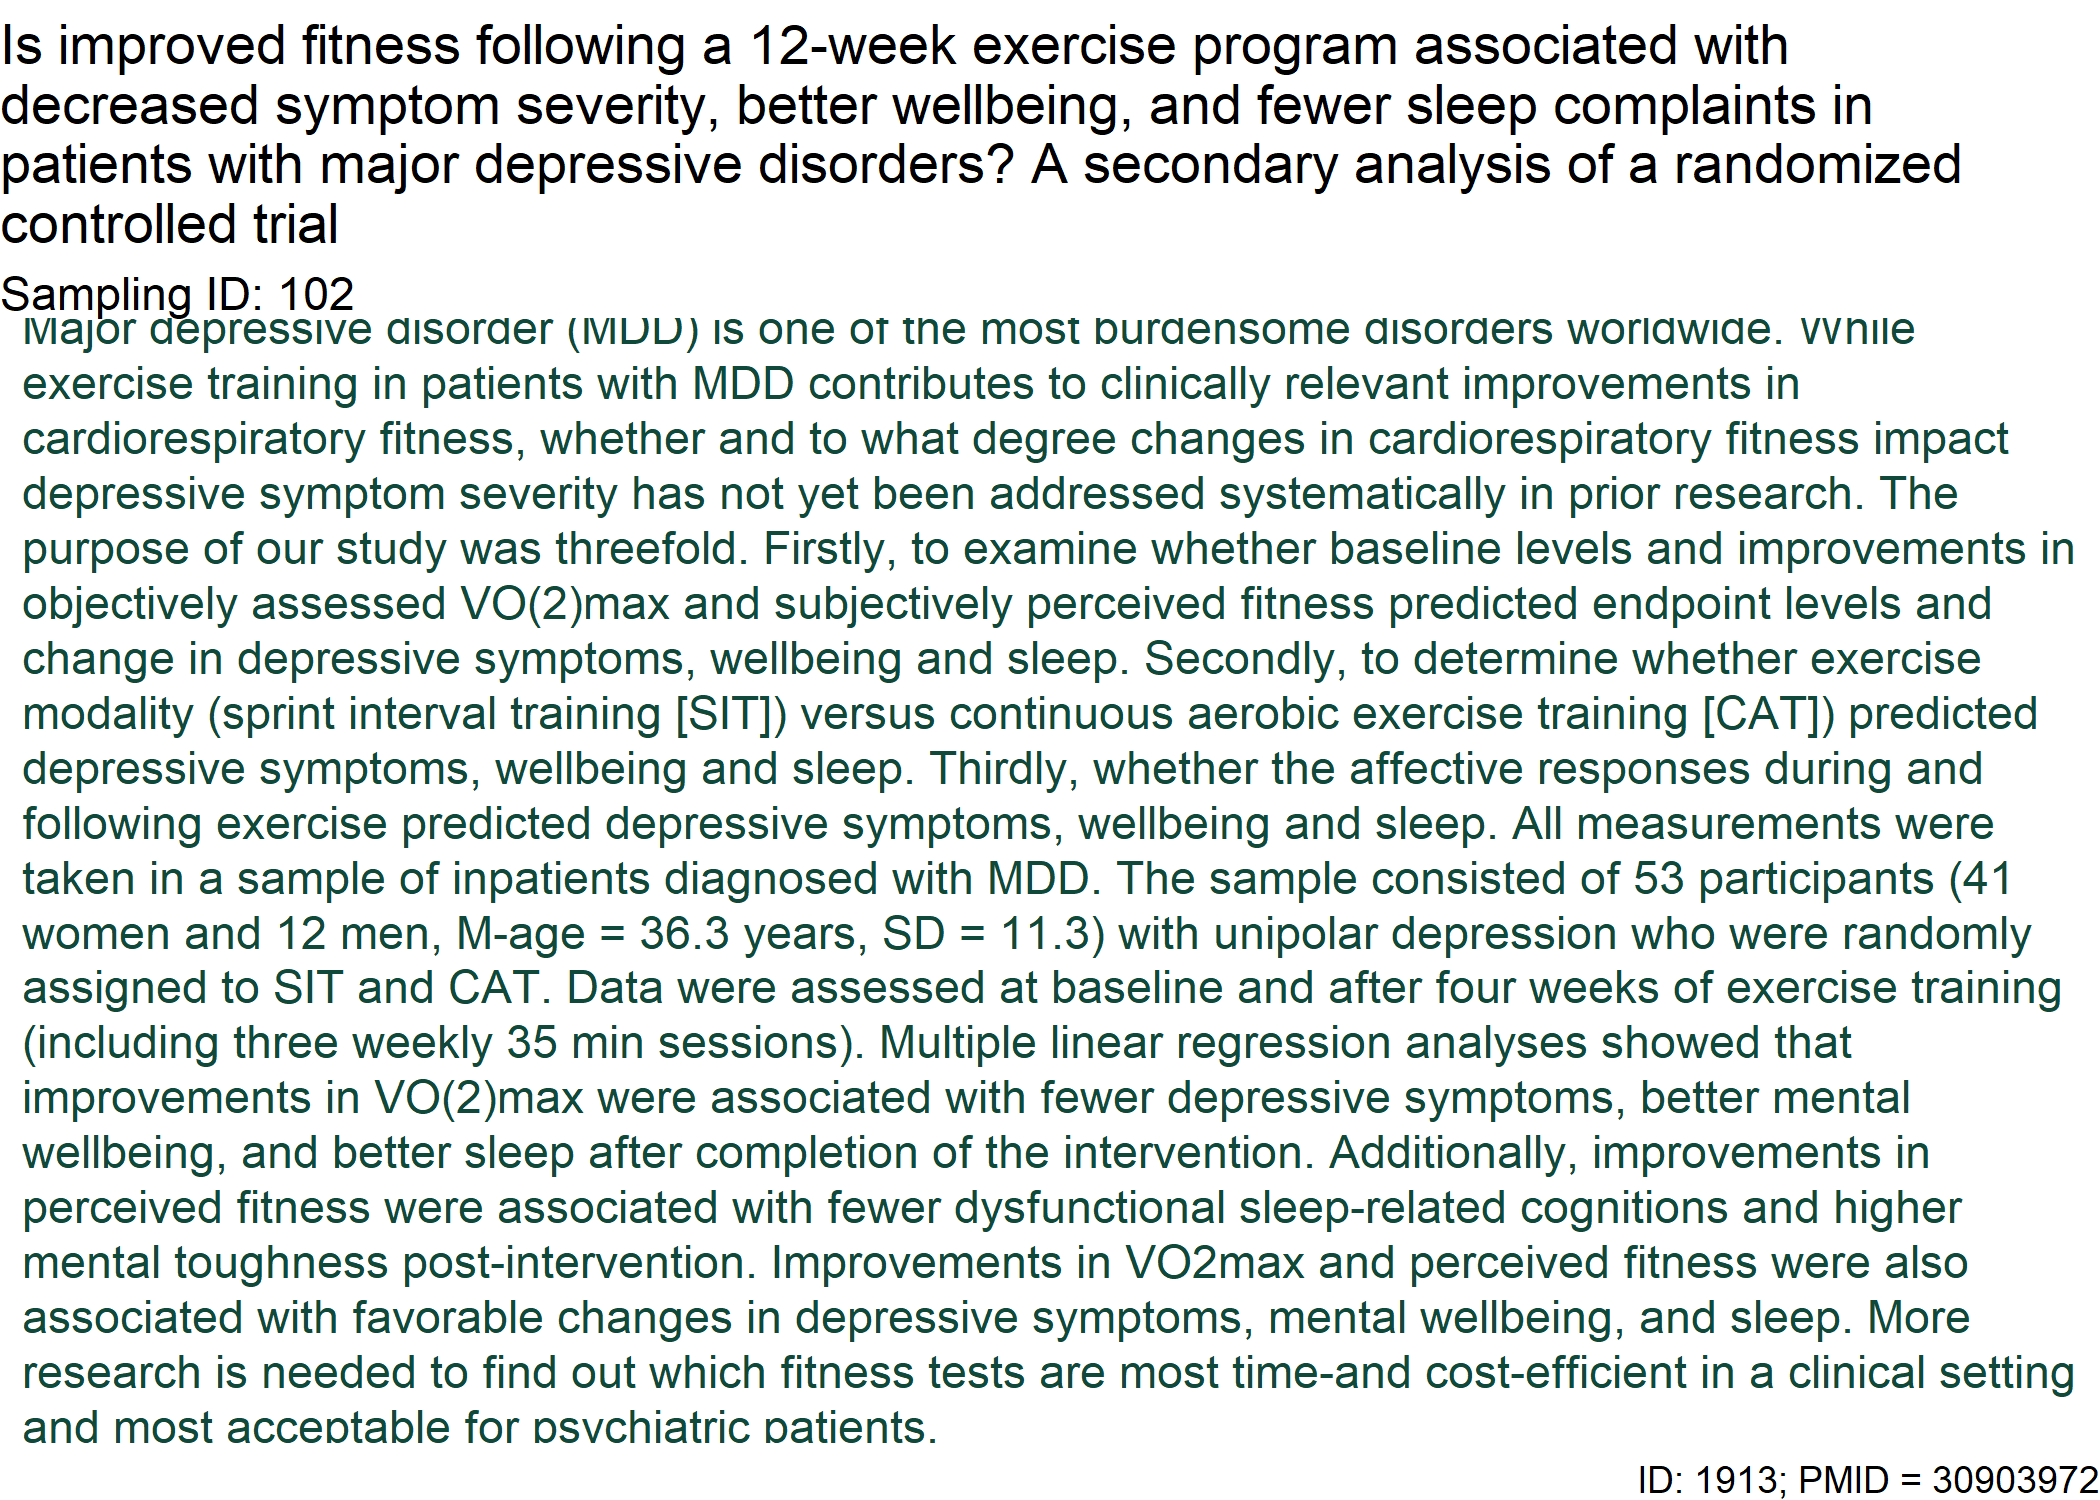 Is improved fitness following a 12-week exercise program associated with
decreased symptom severity, better wellbeing, and fewer sleep complaints in
patients with major depressive disorders? A secondary analysis of a randomized
controlled trial
Sampling ID: 102
Major depressive disorder (MDD) is one of the most burdensome disorders worldwide. While
exercise training in patients with MDD contributes to clinically relevant improvements in
cardiorespiratory fitness, whether and to what degree changes in cardiorespiratory fitness impact
depressive symptom severity has not yet been addressed systematically in prior research. The
purpose of our study was threefold. Firstly, to examine whether baseline levels and improvements in
objectively assessed VO(2)max and subjectively perceived fitness predicted endpoint levels and
change in depressive symptoms, wellbeing and sleep. Secondly, to determine whether exercise
modality (sprint interval training [SIT]) versus continuous aerobic exercise training [CAT]) predicted
depressive symptoms, wellbeing and sleep. Thirdly, whether the affective responses during and
following exercise predicted depressive symptoms, wellbeing and sleep. All measurements were
taken in a sample of inpatients diagnosed with MDD. The sample consisted of 53 participants (41
women and 12 men, M-age = 36.3 years, SD = 11.3) with unipolar depression who were randomly
assigned to SIT and CAT. Data were assessed at baseline and after four weeks of exercise training
(including three weekly 35 min sessions). Multiple linear regression analyses showed that
improvements in VO(2)max were associated with fewer depressive symptoms, better mental
wellbeing, and better sleep after completion of the intervention. Additionally, improvements in
perceived fitness were associated with fewer dysfunctional sleep-related cognitions and higher
mental toughness post-intervention. Improvements in VO2max and perceived fitness were also
associated with favorable changes in depressive symptoms, mental wellbeing, and sleep. More
research is needed to find out which fitness tests are most time-and cost-efficient in a clinical setting
and most acceptable for psychiatric patients.
ID: 1913; PMID = 30903972